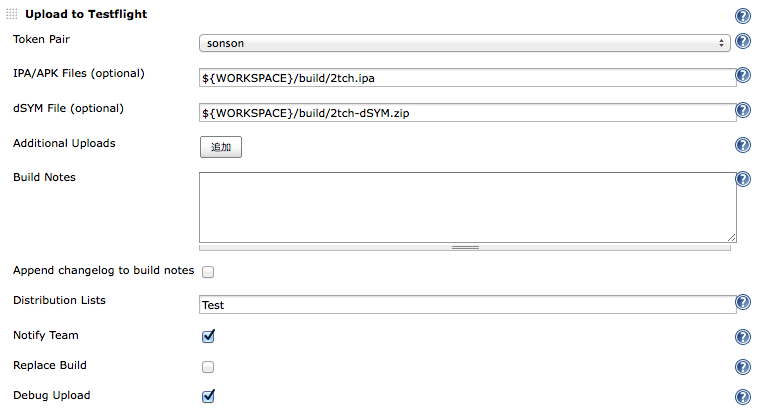 Upload to Testflight
Token Pair
sonson
IPA/APK Files (optional)
${WORKSPACE}/build/2tch.ipa
dSYM File (optional)
${WORKSPACE}/build/2tch-dSYM.zip
Additional Uploads
追加
Build Notes
Append changelog to build notes
Distribution Lists
Test
Notify Team
Replace Build
Debug Upload